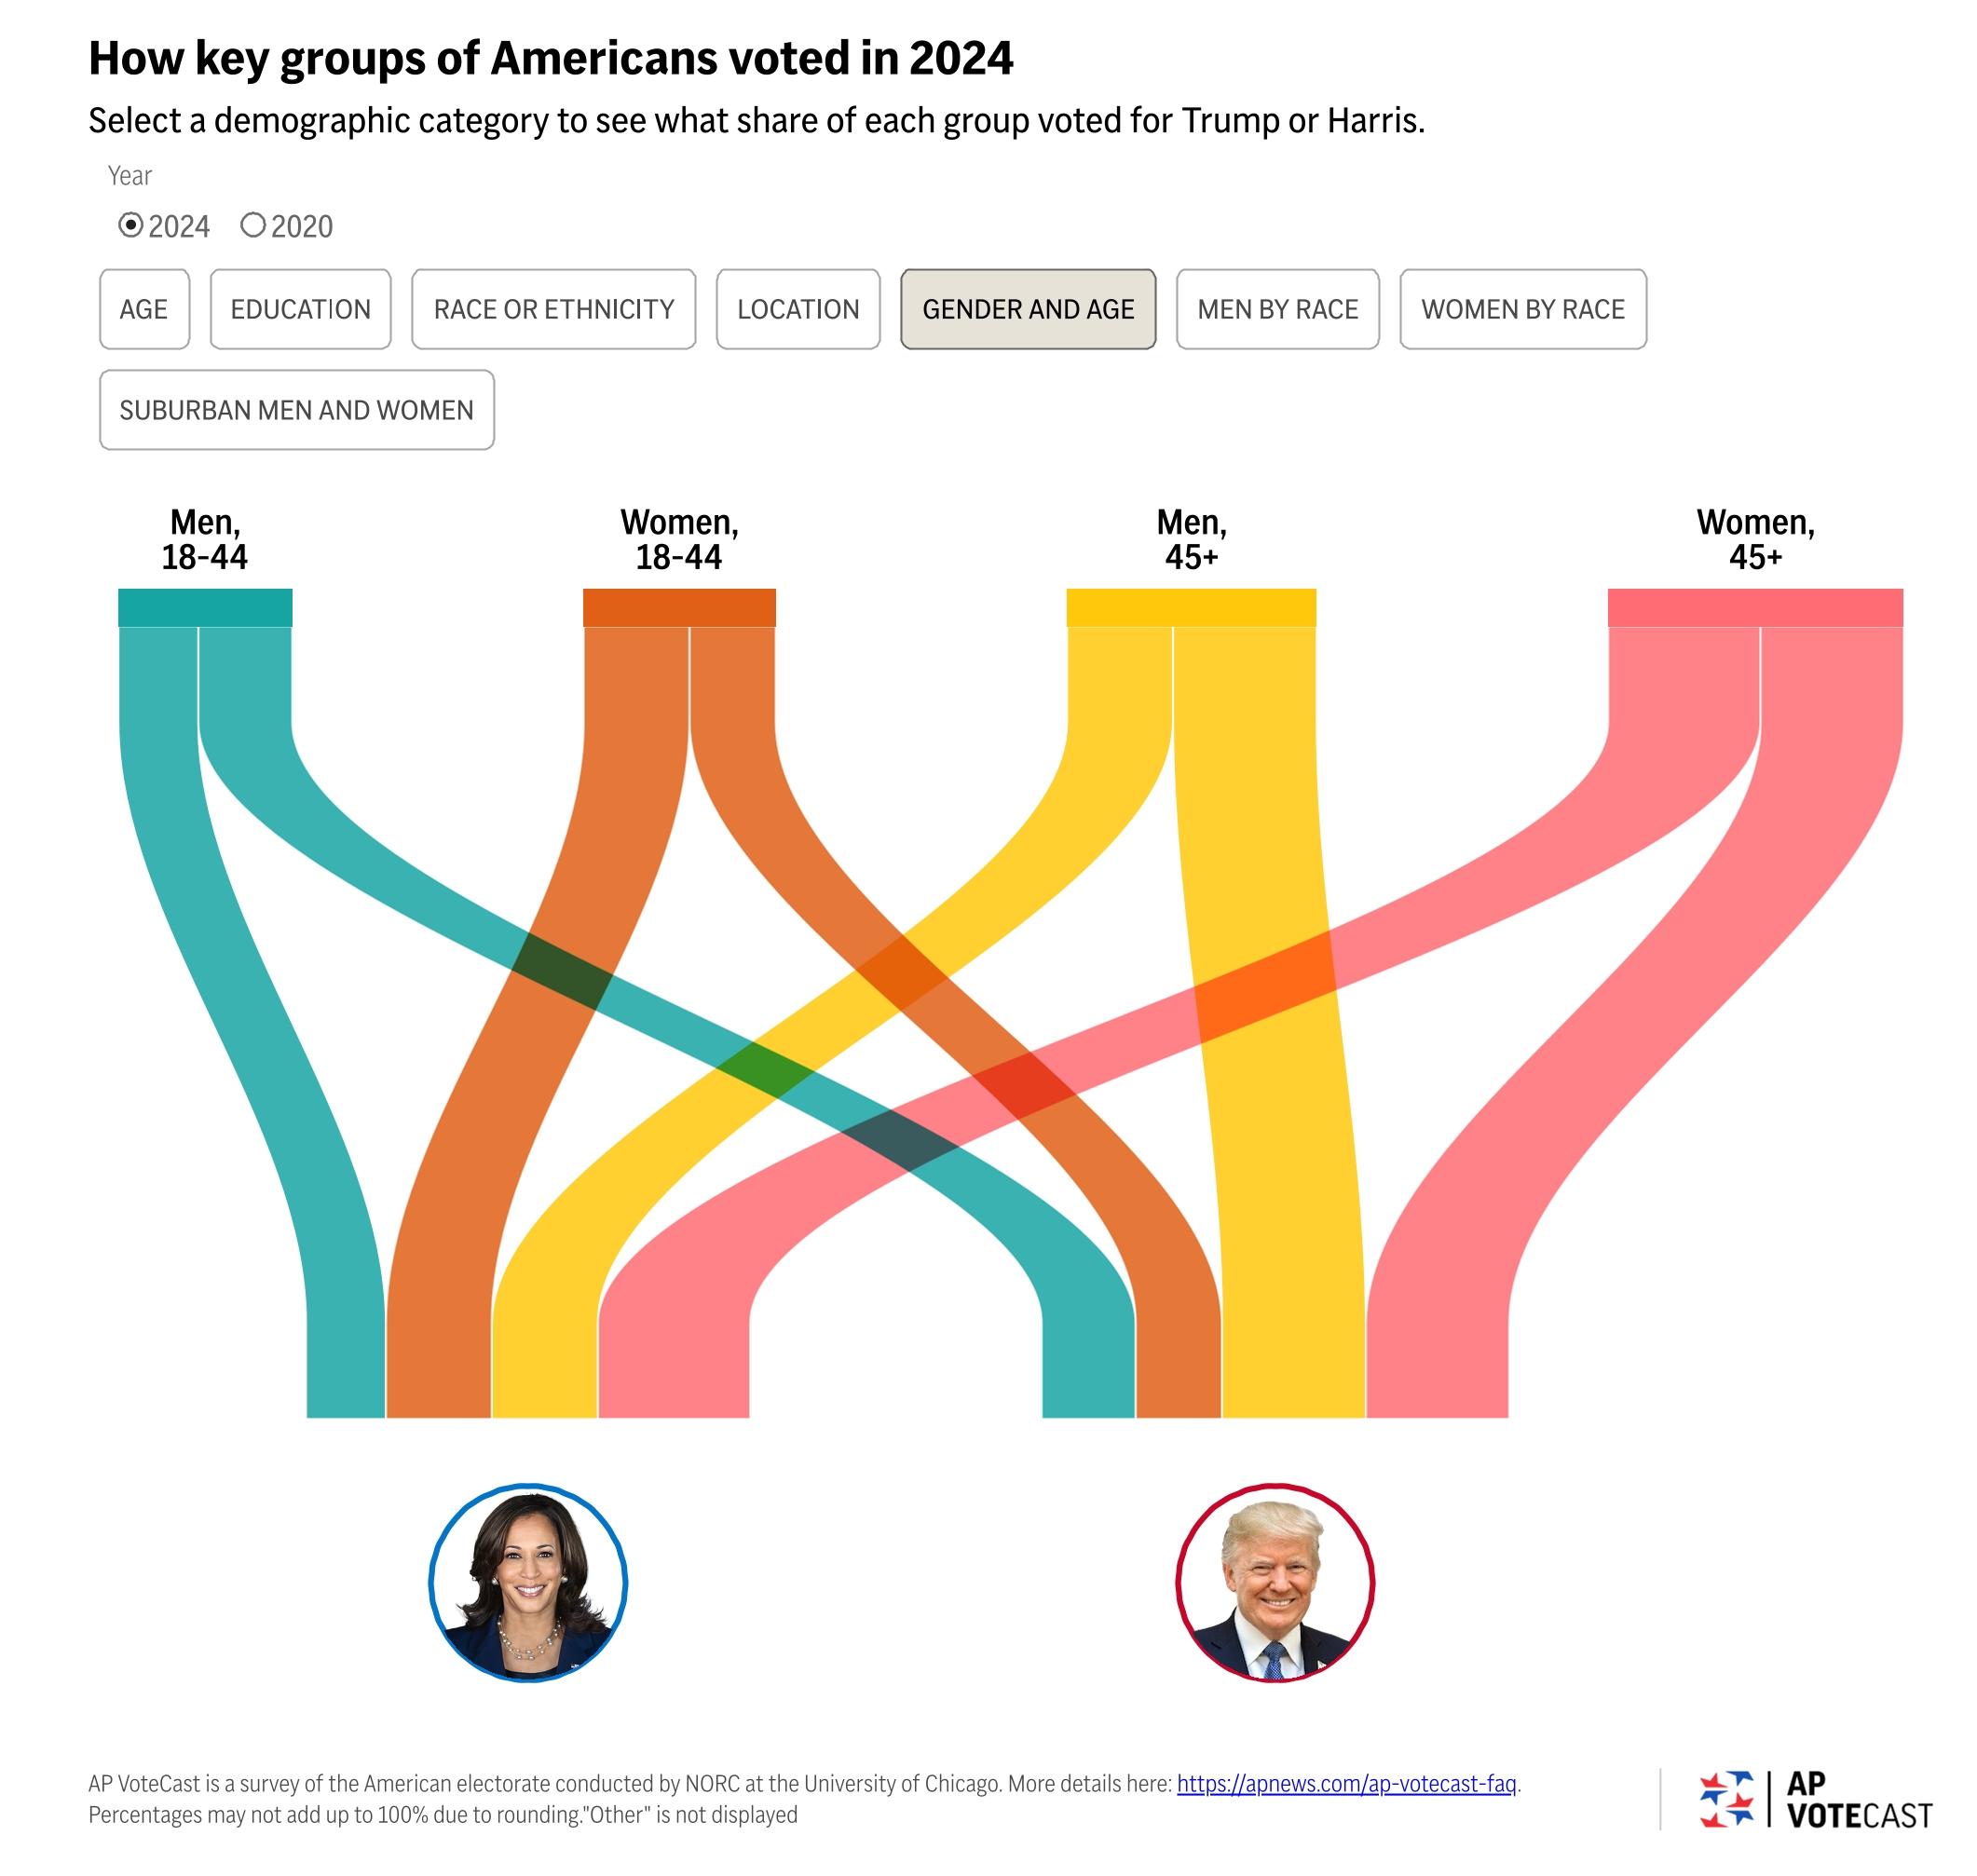 How key groups of Americans voted in 2024
Select a demographic category to see what share of each group voted for Trump or Harris.
Year
2024 2020
AGE EDUCATION RACE OR ETHNICITY LOCATION GENDER AND AGE MEN BY RACE WOMEN BY RACE
SUBURBAN MEN AND WOMEN
Men,
18-44
Women,
18-44
Men,
45+
Women,
45+
AP VoteCast is a survey of the American electorate conducted by NORC at the University of Chicago. More details here: https://apnews.com/ap-votecast-faq.
Percentages may not add up to 100% due to rounding."Other" is not displayed
AP
VOTECAST